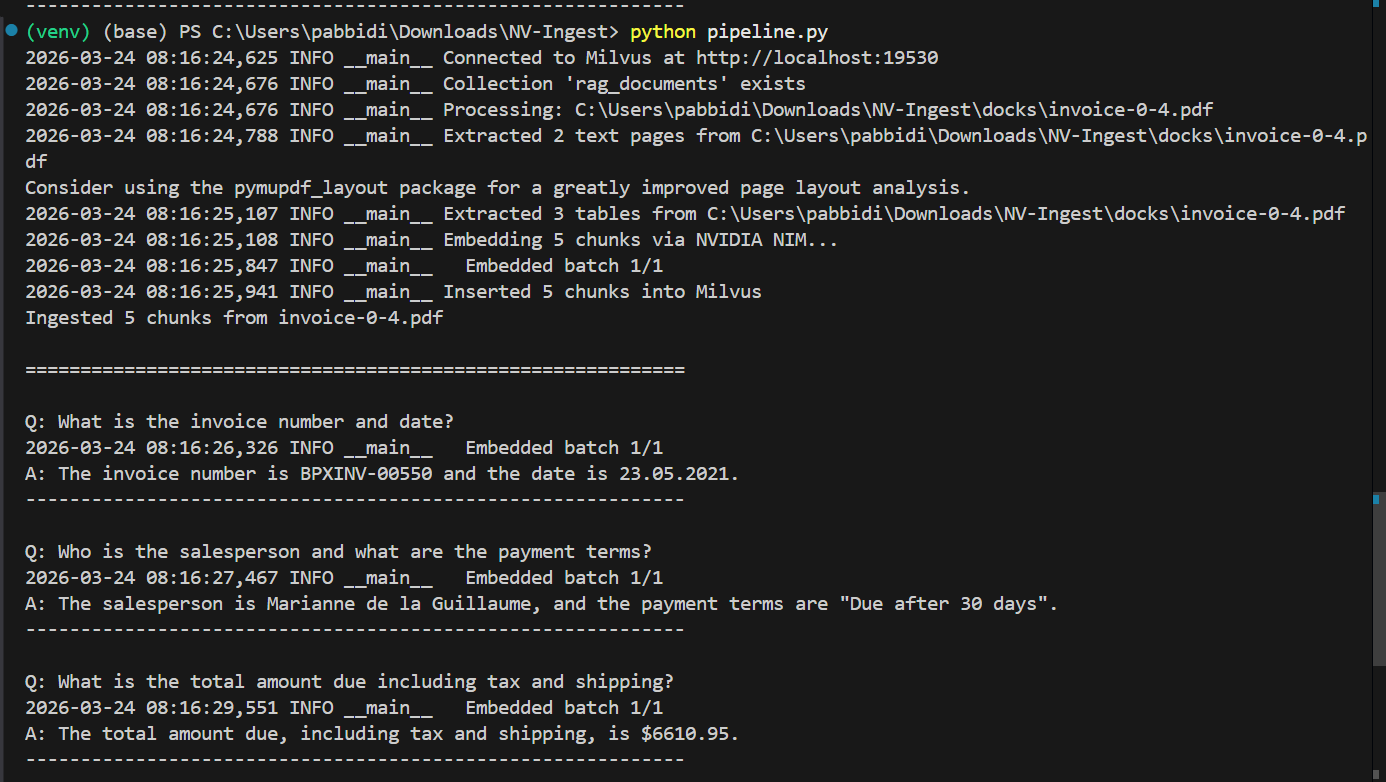 ------------------------------------------------------------
(venv) (base) PS C:\Users\pabbidi\Downloads\NV-Ingest> python pipeline.py
2026-03-24 08:16:24,625 INFO __main__ Connected to Milvus at http://localhost:19530
2026-03-24 08:16:24,676 INFO __main__ Collection 'rag_documents' exists
2026-03-24 08:16:24,676 INFO __main__ Processing: C:\Users\pabbidi\Downloads\NV-Ingest\docks\invoice-0-4.pdf
2026-03-24 08:16:24,788 INFO __main__ Extracted 2 text pages from C:\Users\pabbidi\Downloads\NV-Ingest\docks\invoice-0-4.p
df
Consider using the pymupdf_layout package for a greatly improved page layout analysis.
2026-03-24 08:16:25,107 INFO __main__ Extracted 3 tables from C:\Users\pabbidi\Downloads\NV-Ingest\docks\invoice-0-4.pdf
2026-03-24 08:16:25,108 INFO __main__ Embedding 5 chunks via NVIDIA NIM...
2026-03-24 08:16:25,847 INFO __main__   Embedded batch 1/1
2026-03-24 08:16:25,941 INFO __main__ Inserted 5 chunks into Milvus
Ingested 5 chunks from invoice-0-4.pdf

============================================================

Q: What is the invoice number and date?
2026-03-24 08:16:26,326 INFO __main__   Embedded batch 1/1
A: The invoice number is BPXINV-00550 and the date is 23.05.2021.
------------------------------------------------------------

Q: Who is the salesperson and what are the payment terms?
2026-03-24 08:16:27,467 INFO __main__   Embedded batch 1/1
A: The salesperson is Marianne de la Guillaume, and the payment terms are "Due after 30 days".
------------------------------------------------------------

Q: What is the total amount due including tax and shipping?
2026-03-24 08:16:29,551 INFO __main__   Embedded batch 1/1
A: The total amount due, including tax and shipping, is $6610.95.
------------------------------------------------------------